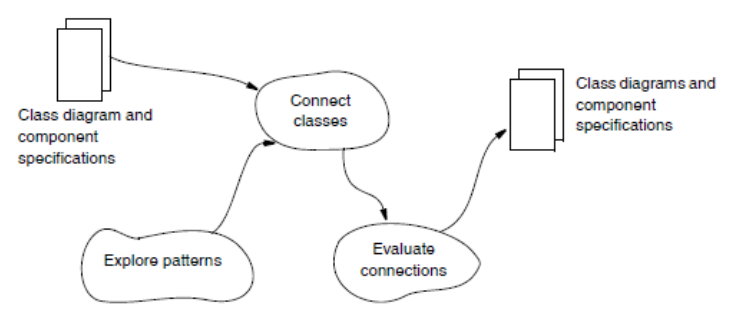 Class diagram and
component
specifications
Connect
classes
Class diagrams and
component
specifications
Explore patterns
Evaluate
connections